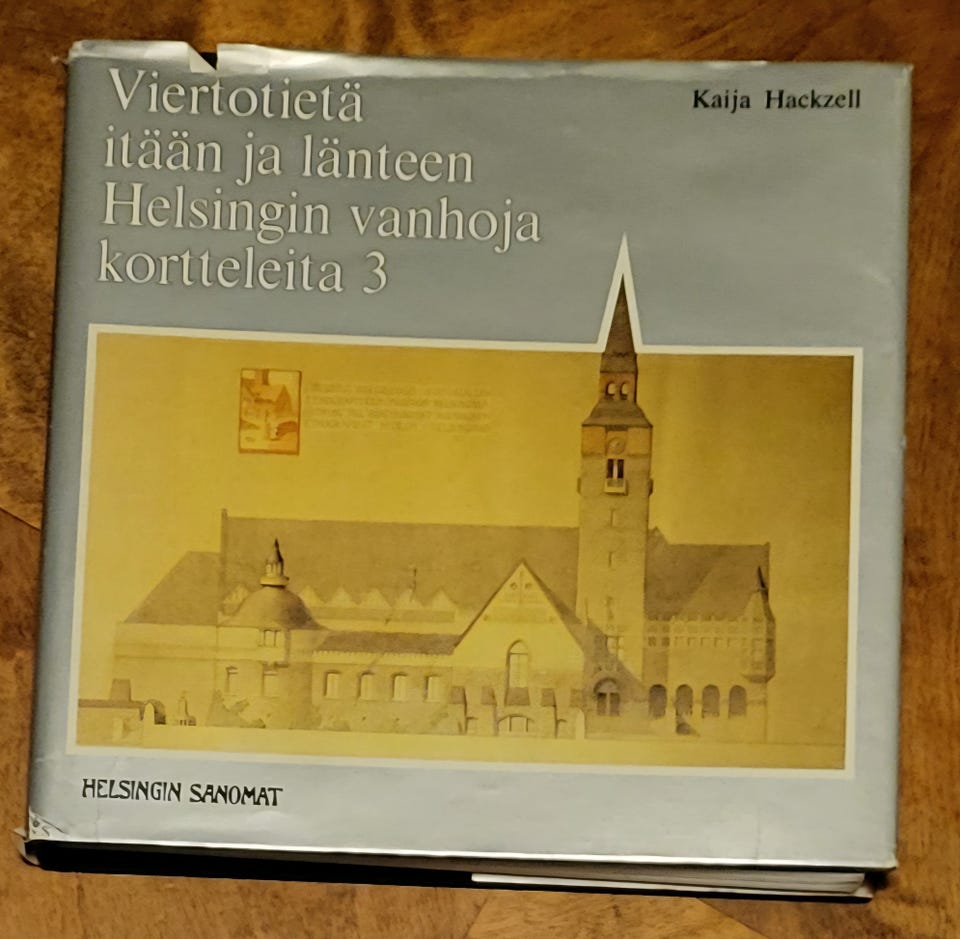 Viertotietä
itään ja länteen
Helsingin vanhoja
kortteleita 3
Kaija Hackzell
HELSINGIN SANOMAT